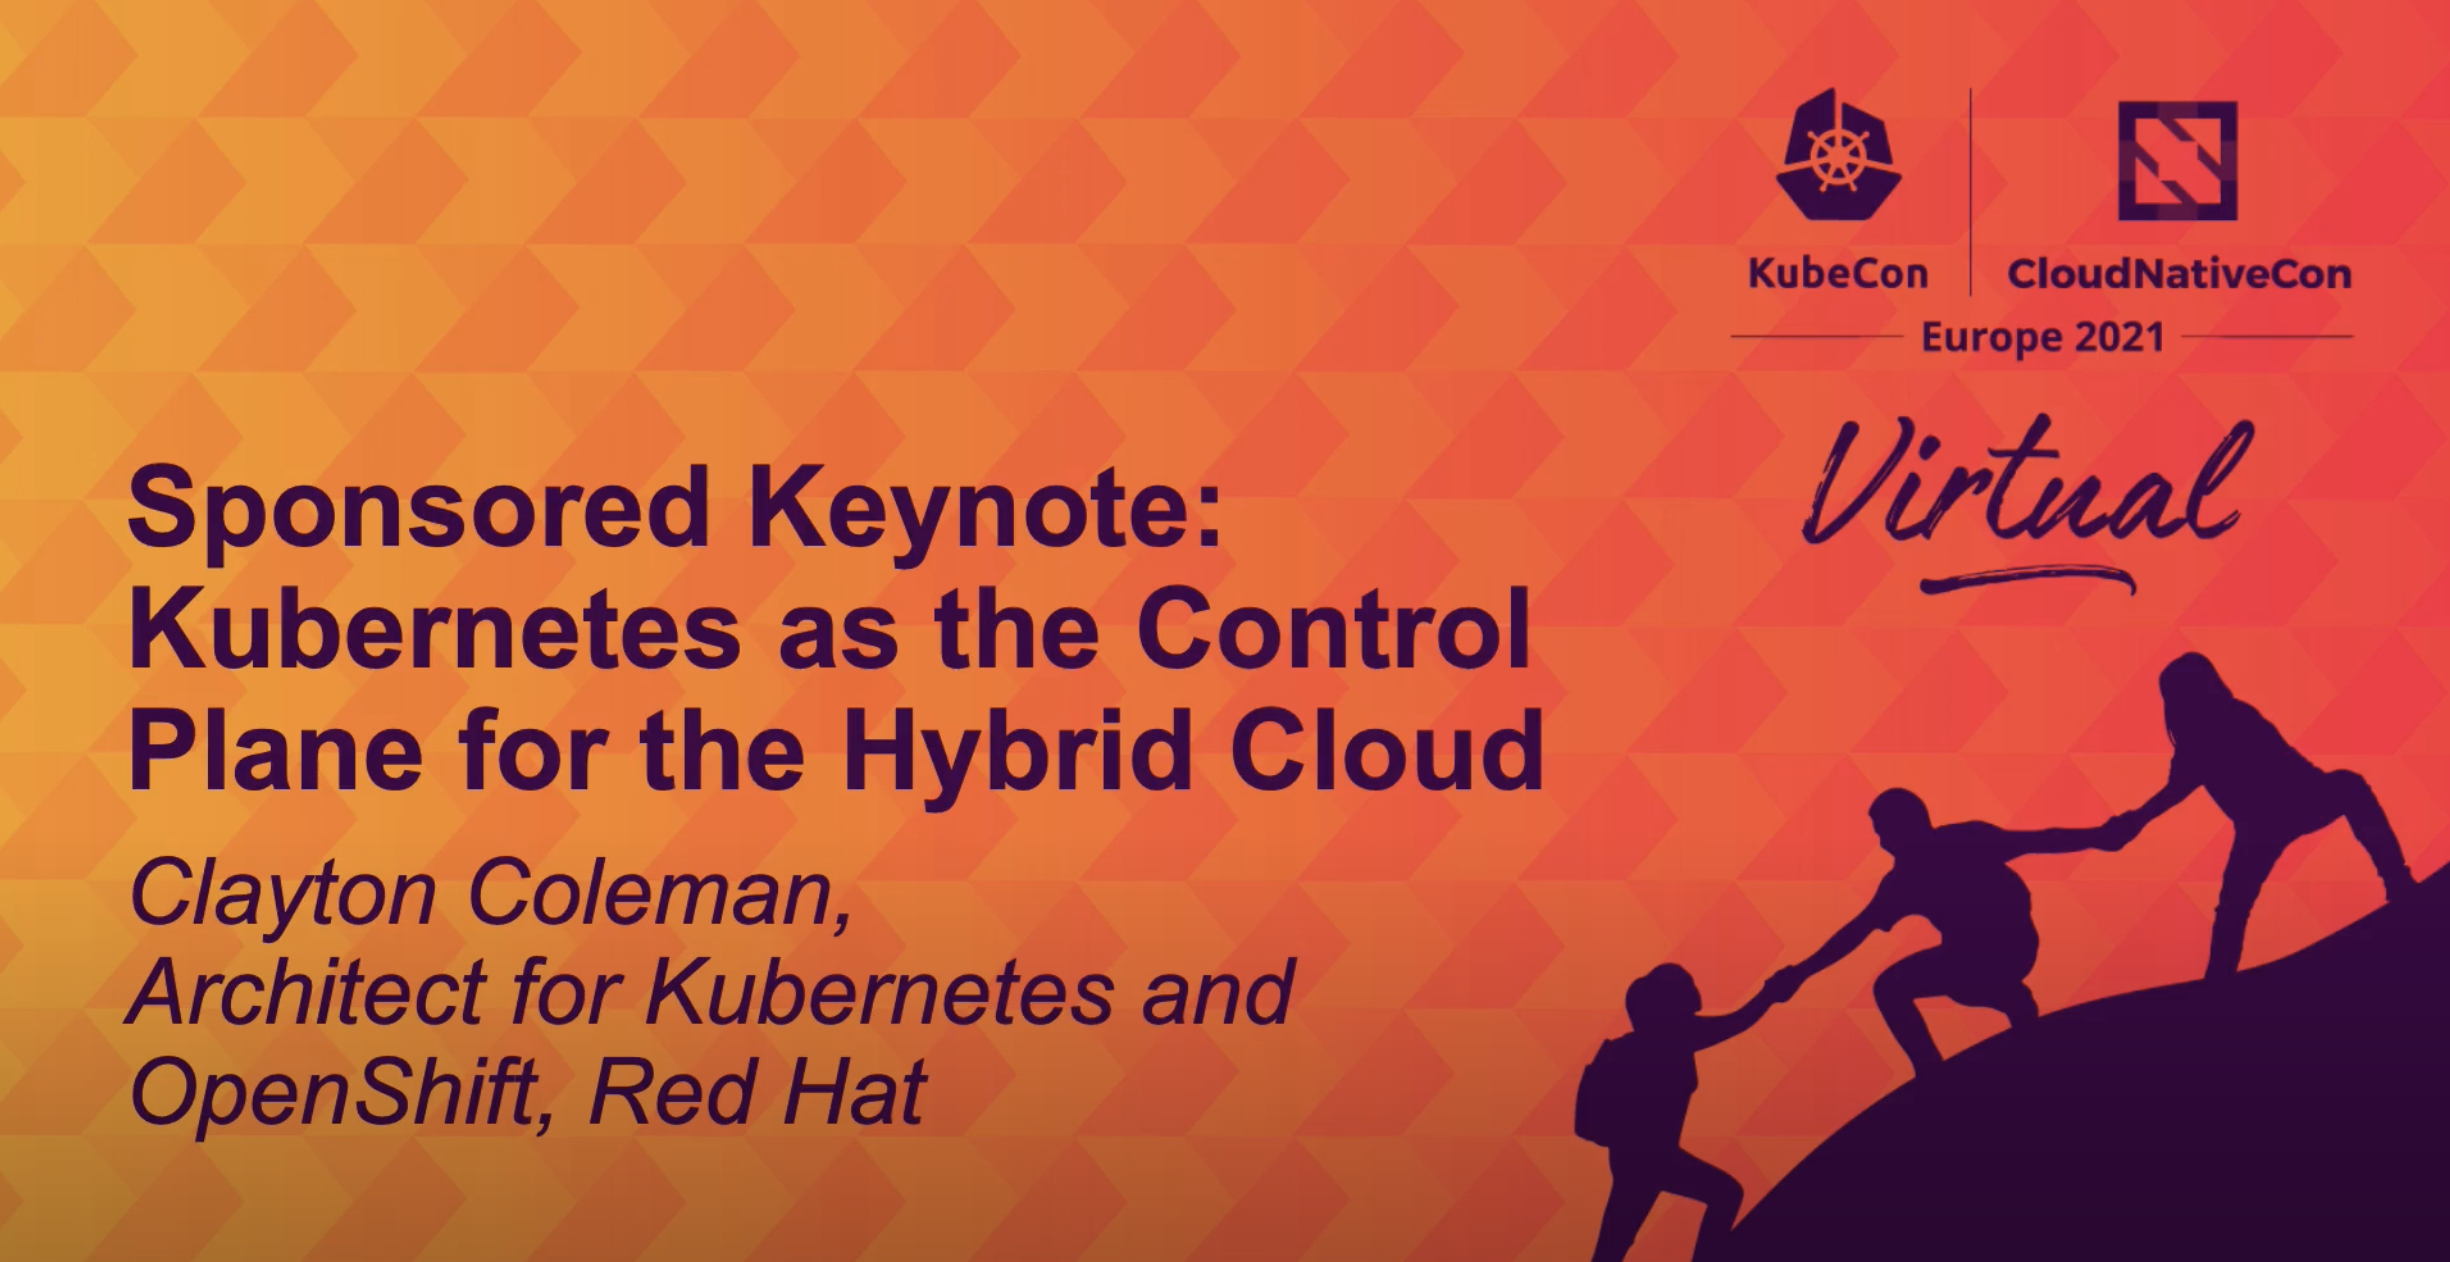 KubeCon
CloudNativeCon
Europe 2021
Virtual
Sponsored Keynote:
Kubernetes as the Control
Plane for the Hybrid Cloud
Clayton Coleman,
Architect for Kubernetes and
OpenShift, Red Hat